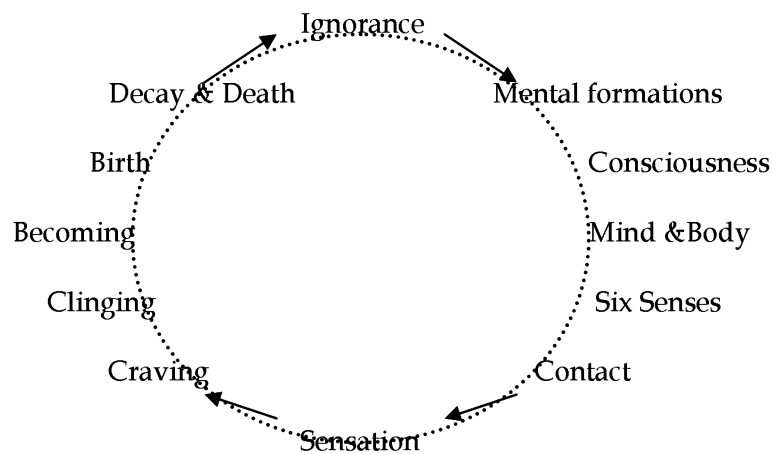 Ignorance
Mental formations
Consciousness
Mind &Body
Six Senses
Contact
Sensation
Craving
Clinging
Becoming
Birth
Decay & Death